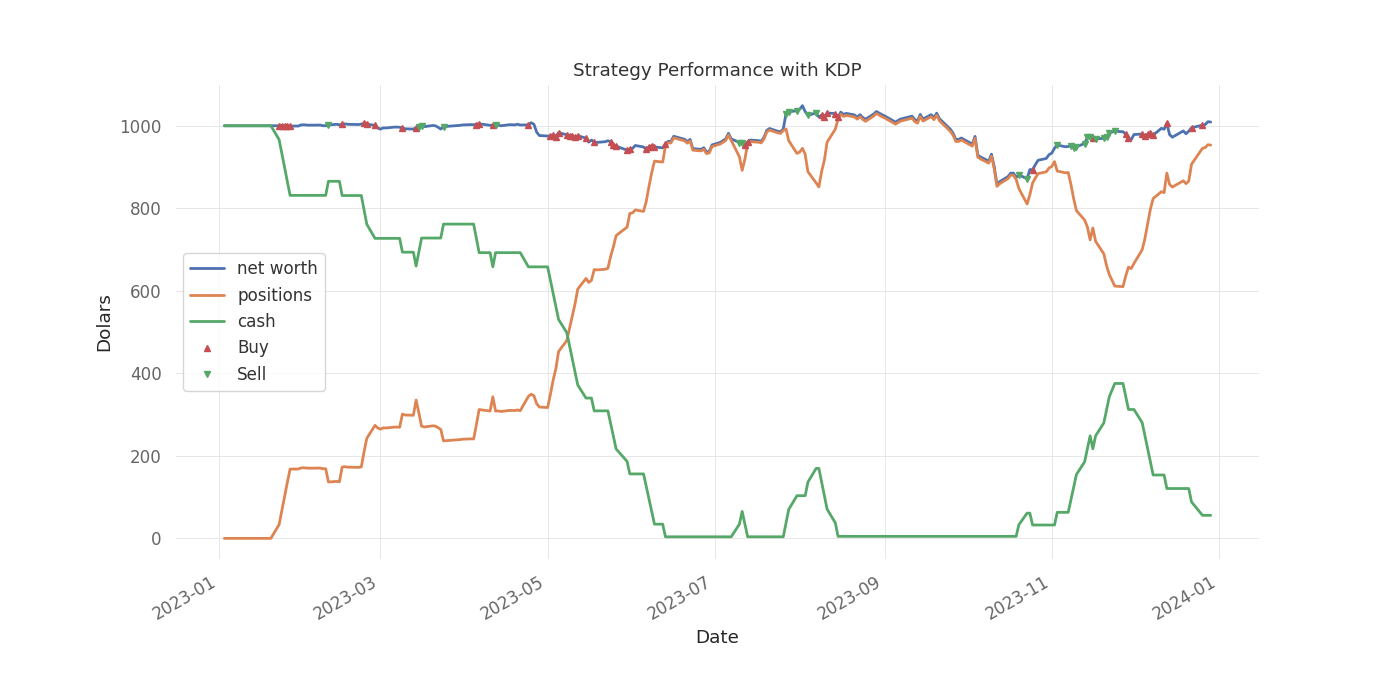 Strategy Performance with KDP
1000
800
600
400
200
0
Dolars
net worth
positions
cash
Buy
Sell
2023-01
2023-03
2023-05
2023-07
2023-09
2023-11
2024-01
Date